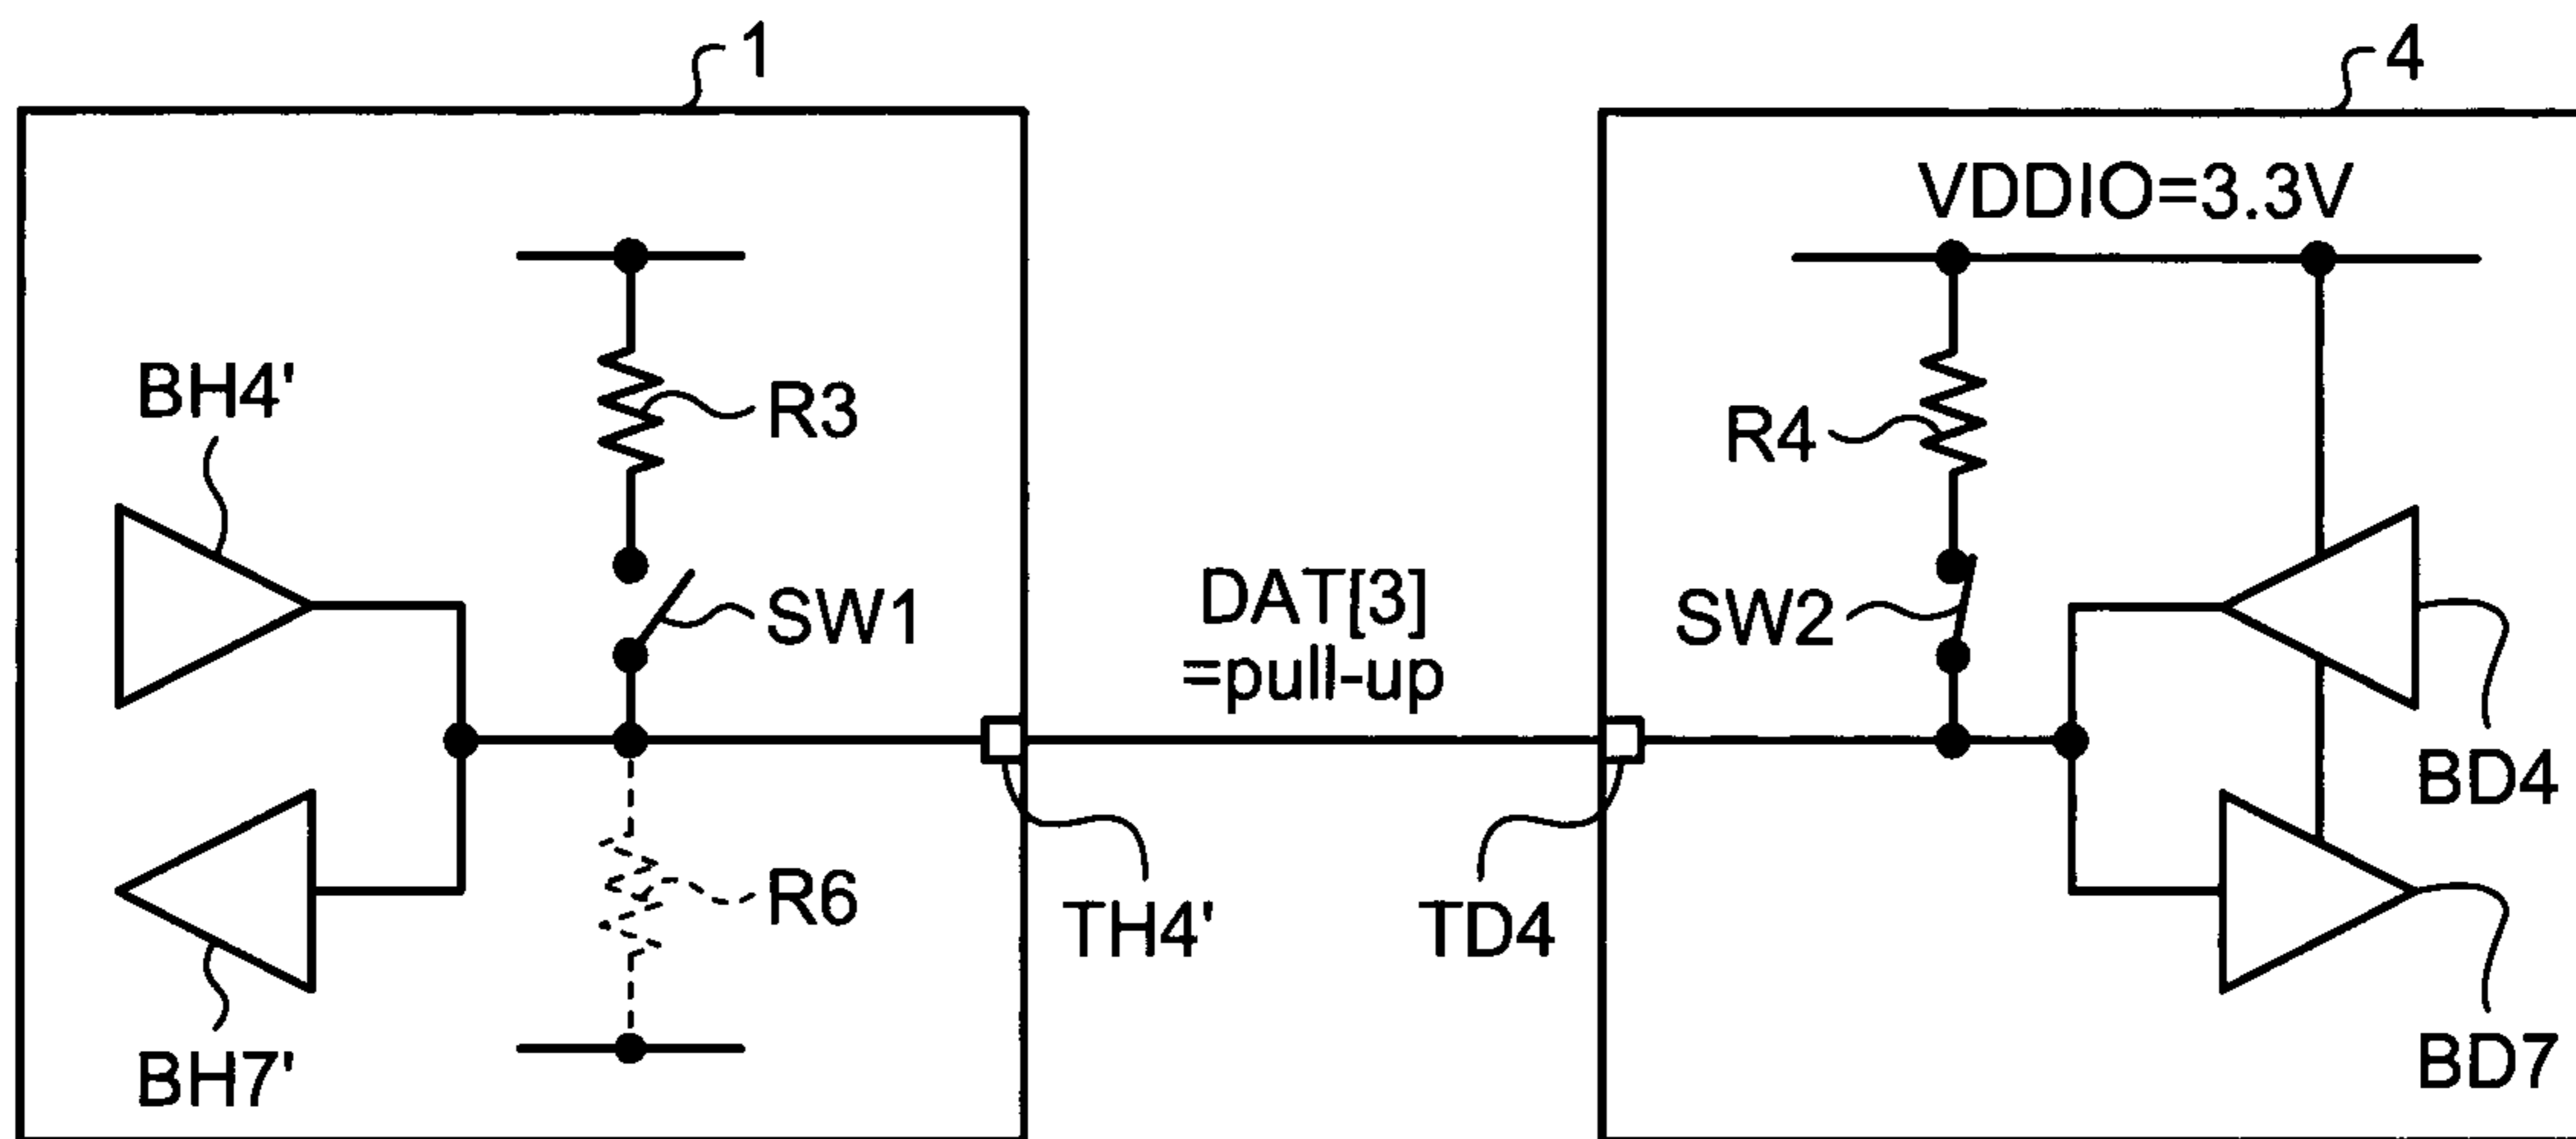 1
4
VDDIO=3.3V
BH4'
R3
R4
SW1
DAT[3]
=pull-up
SW2
BD4
R6
TH4'
TD4
BH7'
BD7